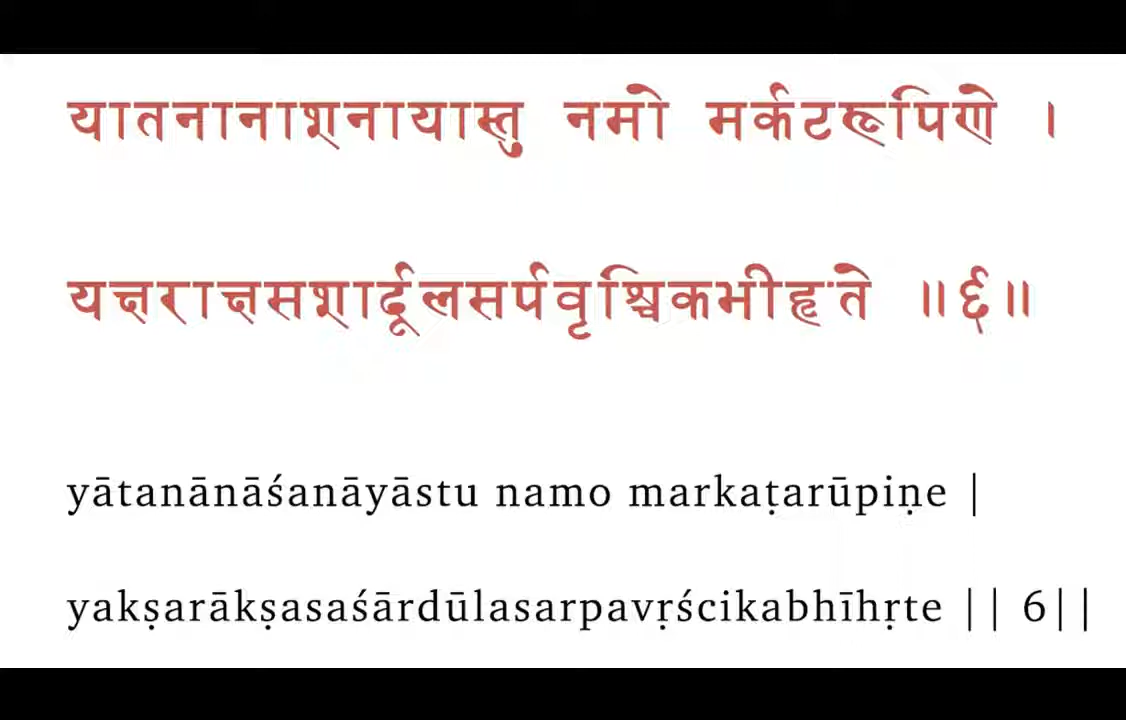 यातनानाशनायास्तु नमो मर्कटरूपिणे ।
यक्षराक्षसशार्दूलसर्पवृश्चिकभीहृते ॥६॥
yātanānāśanāyāstu namo markaṭarūpiṇe |
yakṣarākṣasaśārdūlasarpavṛścikabhīhṛte || 6||